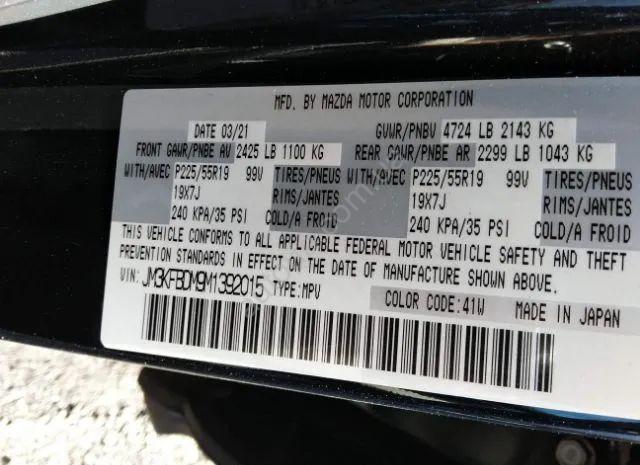 MFD. BY MAZDA MOTOR CORPORATION
DATE 03/21 GVWR/PNBV 4724 LB 2143 KG
FRONT GAWR/PNBE AV 2425 LB 1100 KG REAR GAWR/PNBE AR 2299 LB 1043 KG
WITH/AVEC P225/55R19 99V TIRES/PNEUS WITH/AVEC P225/55R19 99V TIRES/PNEUS
19X7J RIMS/JANTES 19X7J RIMS/JANTES
240 KPA/35 PSI COLD/A FROID 240 KPA/35 PSI COLD/A FROID
THIS VEHICLE CONFORMS TO ALL APPLICABLE FEDERAL MOTOR VEHICLE SAFETY AND THEFT
PREVENTION STANDARDS IN EFFECT ON THE DATE OF MANUFACTURE SHOWN ABOVE.
VIN: JM3KFBDM9M1392015 TYPE: MPV
COLOR CODE: 41W MADE IN JAPAN